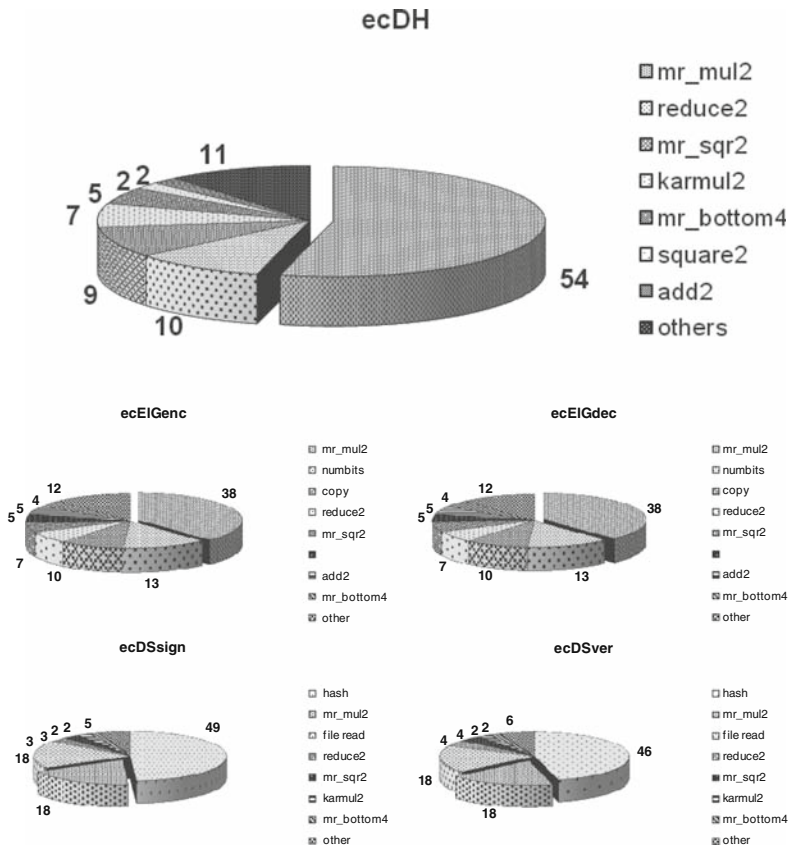 ecDH
mr_mul2
reduce2
mr_sqr2
karmul2
mr_bottom4
square2
add2
others
11
2
2
5
7
9
10
54
ecElGenc
mr_mul2
numbits
copy
reduce2
mr_sqr2
add2
mr_bottom4
other
12
4
5
5
7
10
13
38
ecElGdec
mr_mul2
numbits
copy
reduce2
mr_sqr2
add2
mr_bottom4
other
12
4
5
5
7
10
13
38
ecDSsign
hash
mr_mul2
file read
reduce2
mr_sqr2
karmul2
mr_bottom4
other
5
2
2
3
3
18
18
49
ecDSver
hash
mr_mul2
file read
reduce2
mr_sqr2
karmul2
mr_bottom4
other
6
2
2
4
4
18
18
46